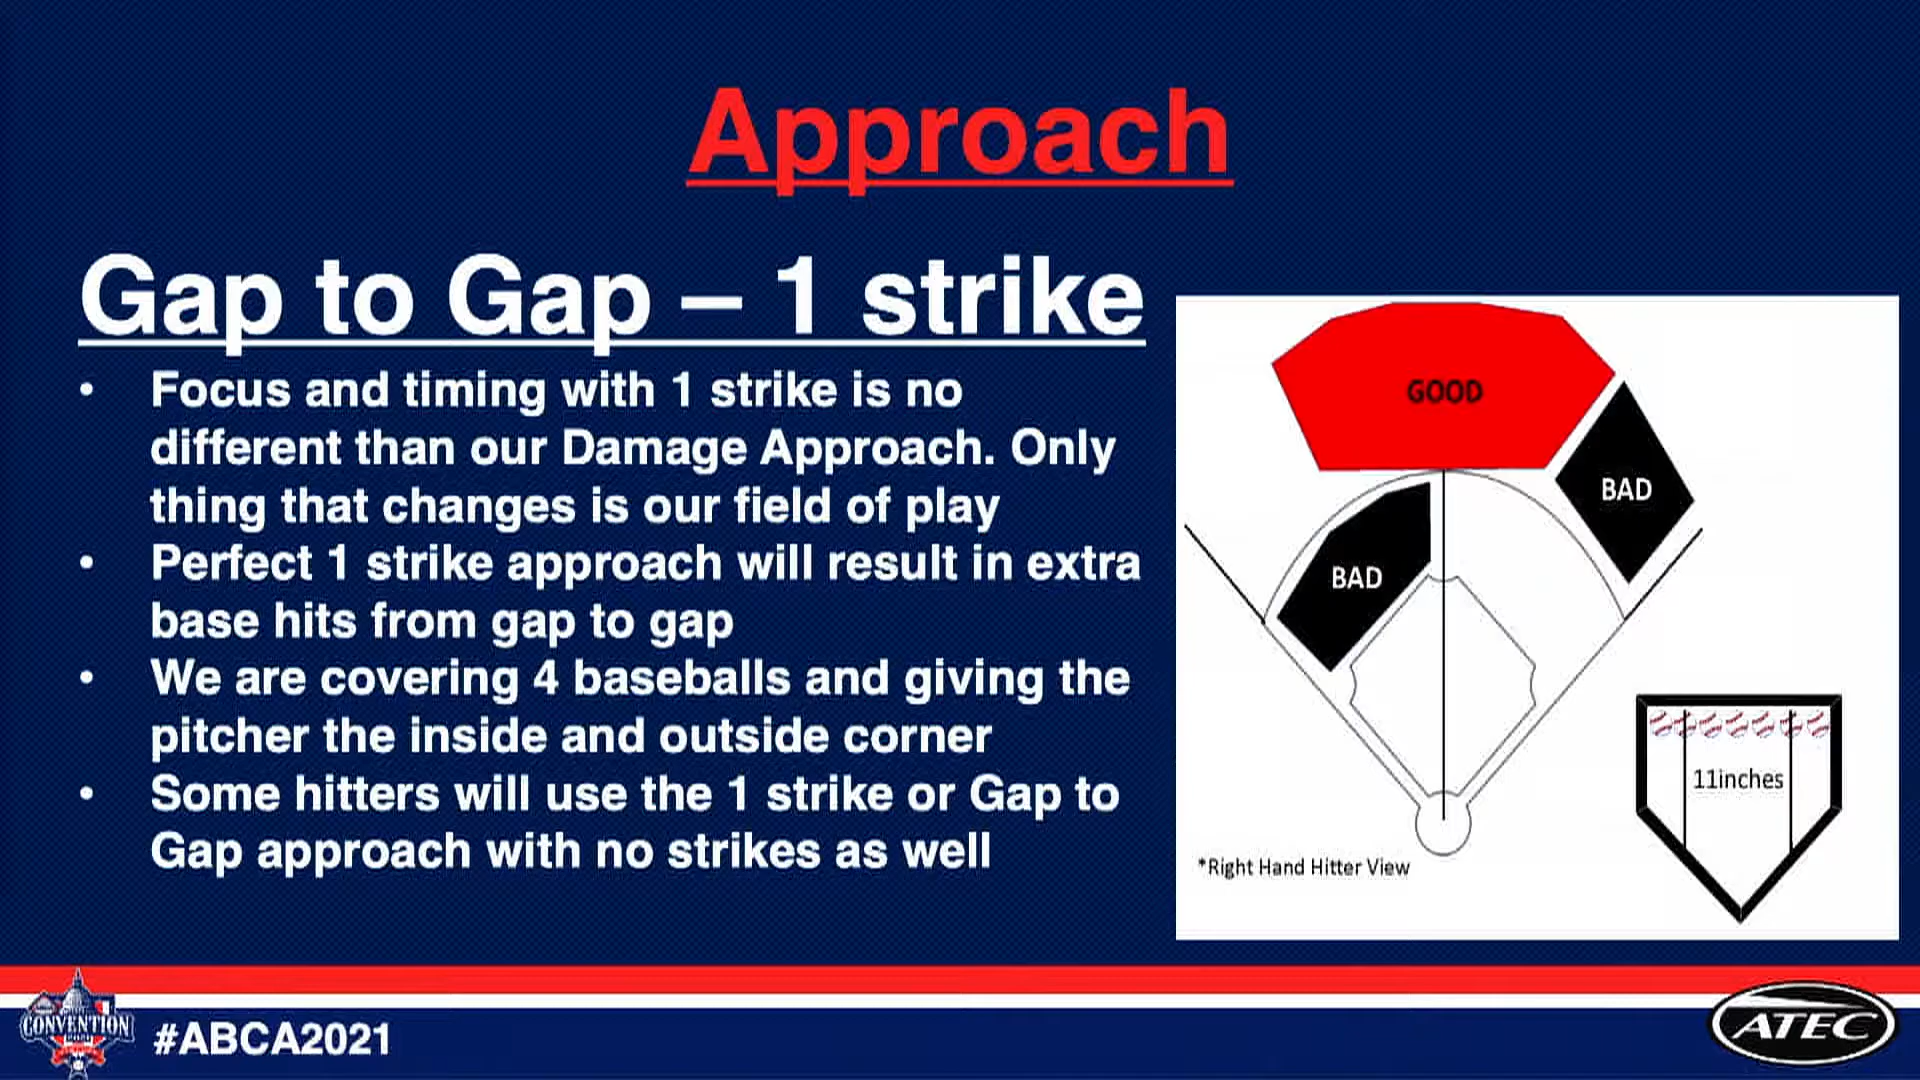 Approach
Gap to Gap – 1 strike
• Focus and timing with 1 strike is no
different than our Damage Approach. Only
thing that changes is our field of play
• Perfect 1 strike approach will result in extra
base hits from gap to gap
• We are covering 4 baseballs and giving the
pitcher the inside and outside corner
• Some hitters will use the 1 strike or Gap to
Gap approach with no strikes as well
GOOD
BAD
BAD
11inches
*Right Hand Hitter View
CONVENTION
#ABCA2021
ATEC